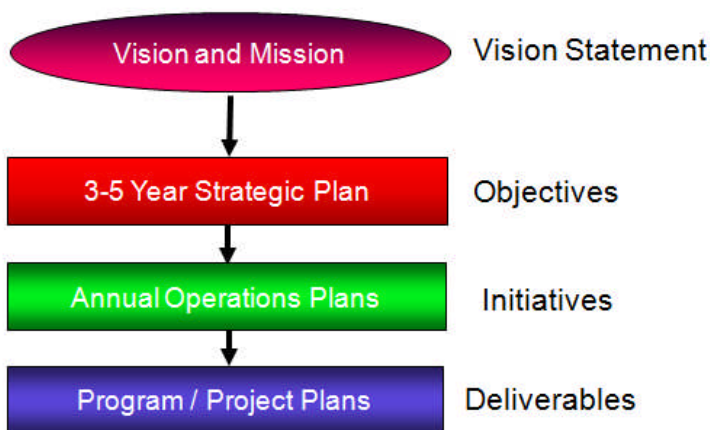 Vision and Mission
Vision Statement
3-5 Year Strategic Plan
Objectives
Annual Operations Plans
Initiatives
Program / Project Plans
Deliverables